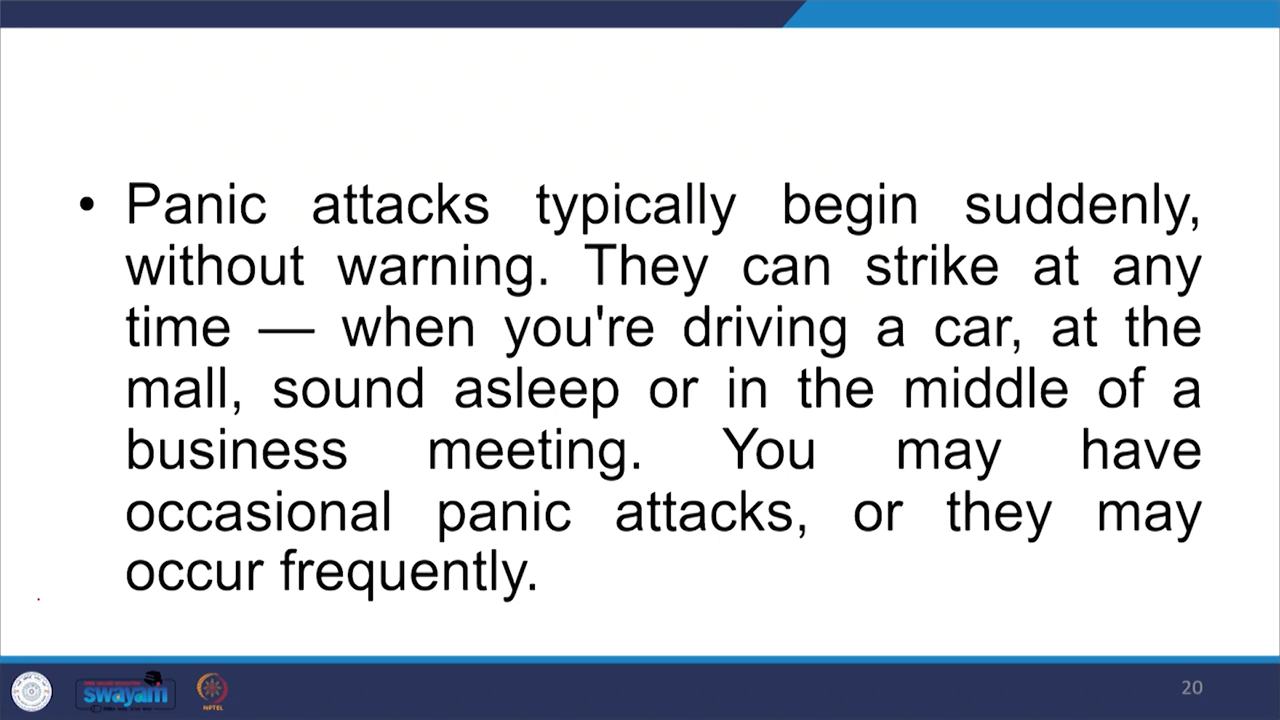 • Panic attacks typically begin suddenly,
without warning. They can strike at any
time — when you're driving a car, at the
mall, sound asleep or in the middle of a
business meeting. You may have
occasional panic attacks, or they may
occur frequently.
swayam
NPTEL
20